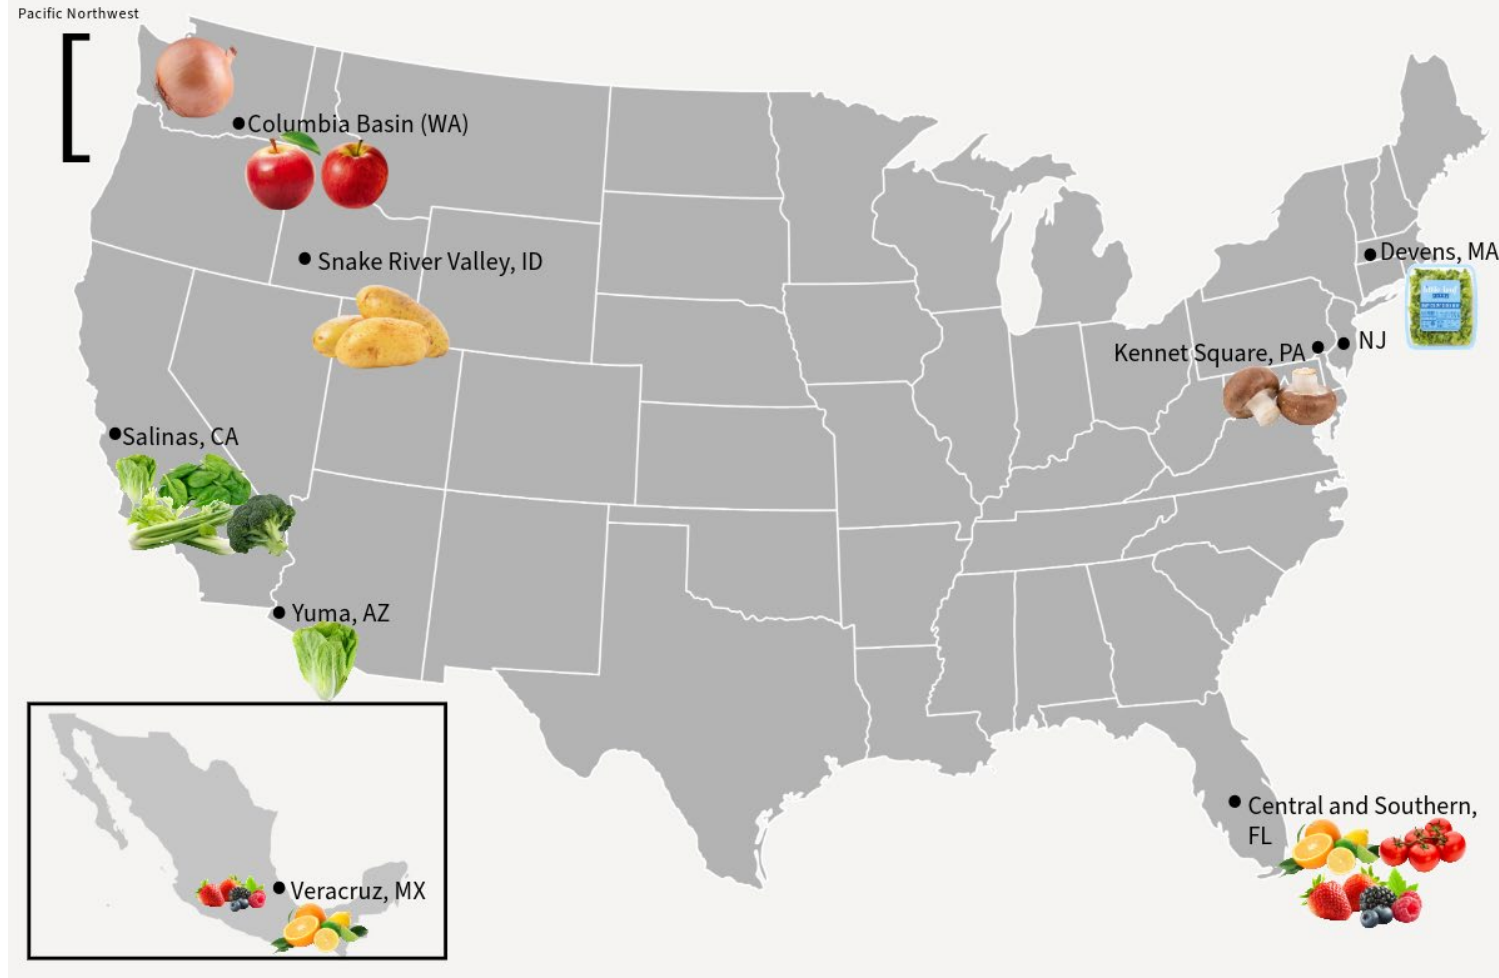 Pacific Northwest
Columbia Basin (WA)
Snake River Valley, ID
Devens, MA
NJ
Kennet Square, PA
Salinas, CA
Yuma, AZ
Central and Southern,
FL
Veracruz, MX